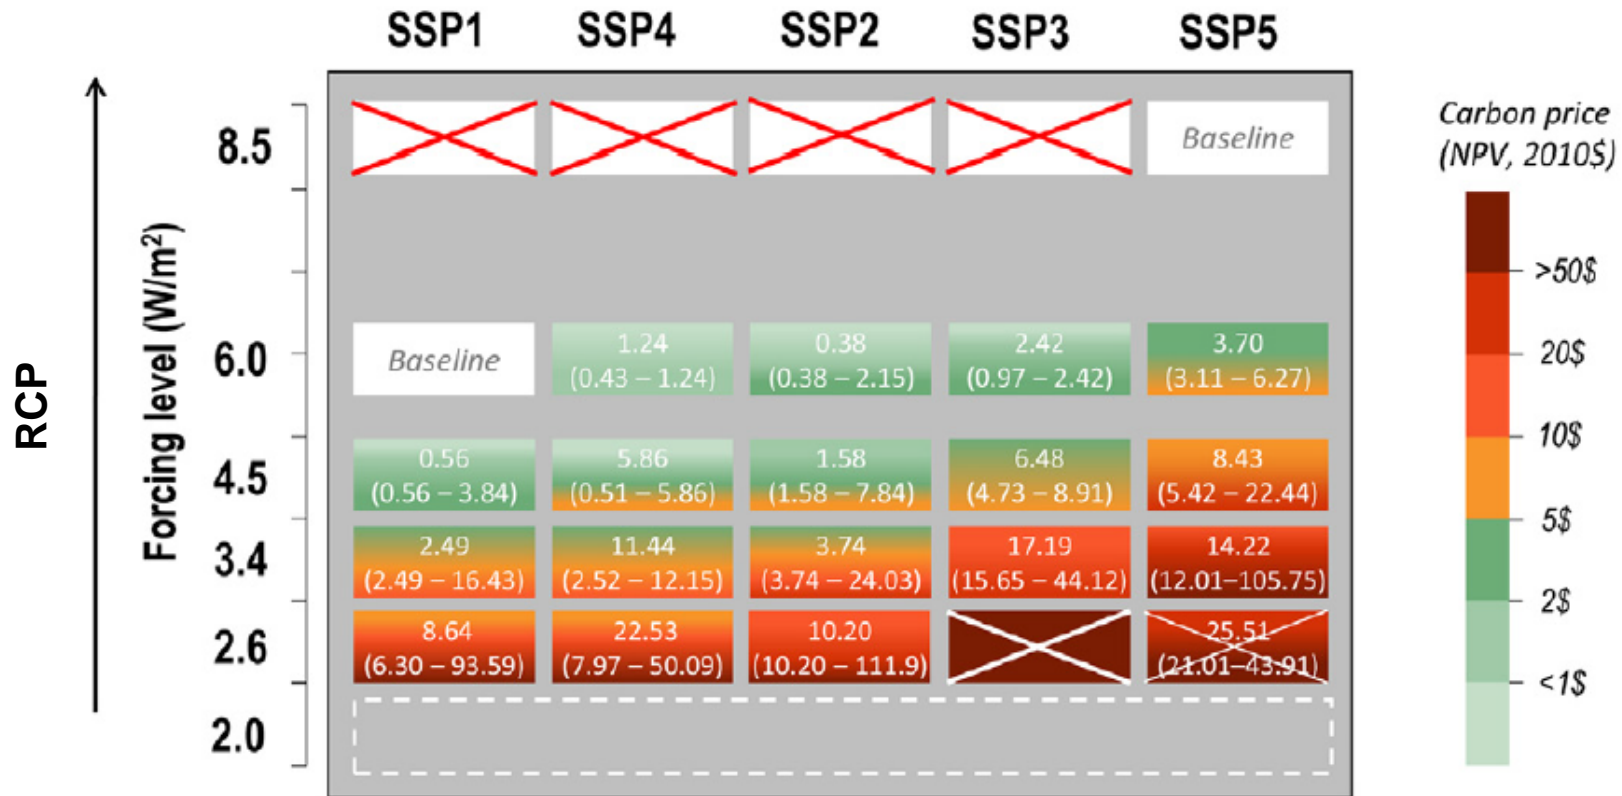 SSP1 SSP4 SSP2 SSP3 SSP5
RCP
Forcing level (W/m²)
8.5
Baseline
6.0
Baseline
1.24
(0.43 – 1.24)
0.38
(0.38 – 2.15)
2.42
(0.97 – 2.42)
3.70
(3.11 – 6.27)
4.5
0.56
(0.56 – 3.84)
5.86
(0.51 – 5.86)
1.58
(1.58 – 7.84)
6.48
(4.73 – 8.91)
8.43
(5.42 – 22.44)
3.4
2.49
(2.49 – 16.43)
11.44
(2.52 – 12.15)
3.74
(3.74 – 24.03)
17.19
(15.65 – 44.12)
14.22
(12.01–105.75)
2.6
8.64
(6.30 – 93.59)
22.53
(7.97 – 50.09)
10.20
(10.20 – 111.9)
25.51
(21.01–43.91)
2.0
Carbon price
(NPV, 2010$)
>50$
20$
10$
5$
2$
<1$